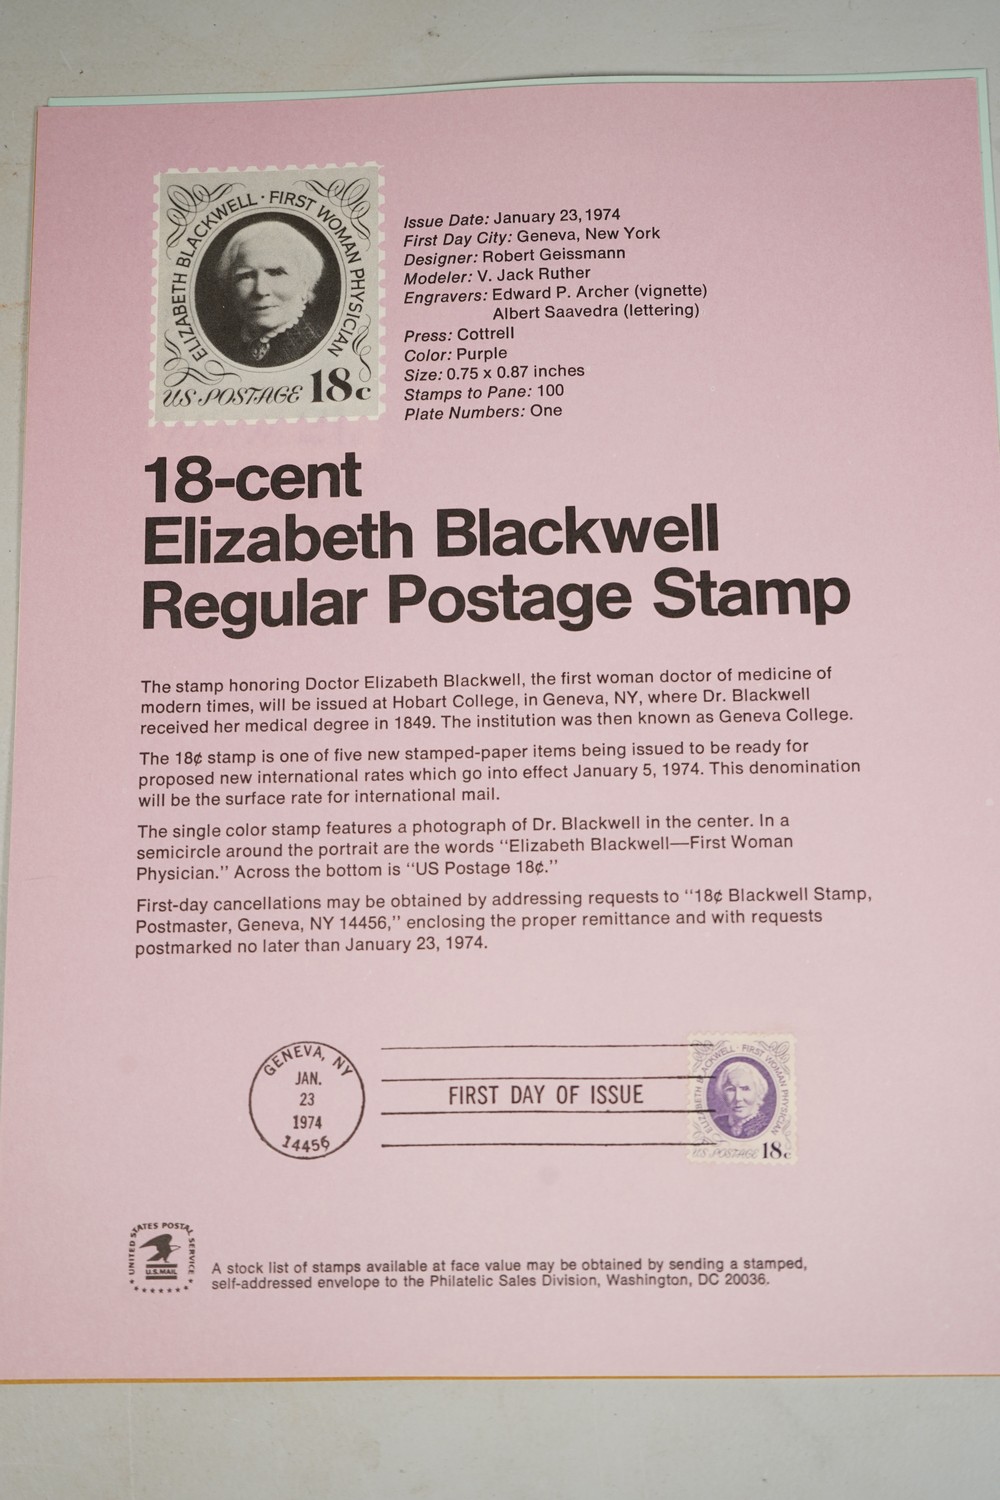 ELIZABETH BLACKWELL · FIRST WOMAN PHYSICIAN
US POSTAGE 18c
Issue Date: January 23, 1974
First Day City: Geneva, New York
Designer: Robert Geissmann
Modeler: V. Jack Ruther
Engravers: Edward P. Archer (vignette)
Albert Saavedra (lettering)
Press: Cottrell
Color: Purple
Size: 0.75 x 0.87 inches
Stamps to Pane: 100
Plate Numbers: One
18-cent
Elizabeth Blackwell
Regular Postage Stamp
The stamp honoring Doctor Elizabeth Blackwell, the first woman doctor of medicine of
modern times, will be issued at Hobart College, in Geneva, NY, where Dr. Blackwell
received her medical degree in 1849. The institution was then known as Geneva College.
The 18¢ stamp is one of five new stamped-paper items being issued to be ready for
proposed new international rates which go into effect January 5, 1974. This denomination
will be the surface rate for international mail.
The single color stamp features a photograph of Dr. Blackwell in the center. In a
semicircle around the portrait are the words “Elizabeth Blackwell—First Woman
Physician.” Across the bottom is “US Postage 18¢.”
First-day cancellations may be obtained by addressing requests to “18¢ Blackwell Stamp,
Postmaster, Geneva, NY 14456,” enclosing the proper remittance and with requests
postmarked no later than January 23, 1974.
GENEVA, NY
JAN.
23
1974
14456
FIRST DAY OF ISSUE
ELIZABETH BLACKWELL · FIRST WOMAN PHYSICIAN
US POSTAGE 18c
UNITED STATES POSTAL SERVICE
U.S. MAIL
A stock list of stamps available at face value may be obtained by sending a stamped,
self-addressed envelope to the Philatelic Sales Division, Washington, DC 20036.